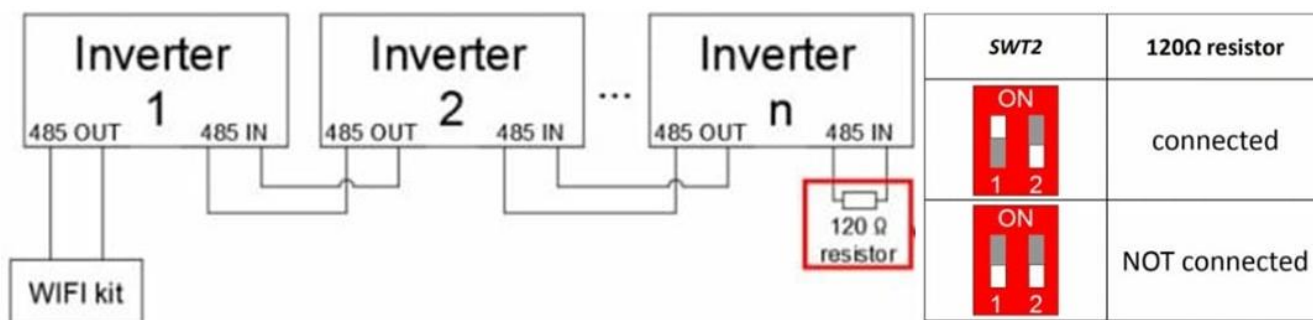 Inverter
1
485 OUT
485 IN
Inverter
2
485 OUT
485 IN
...
Inverter
n
485 OUT
485 IN
120 Ω
resistor
WIFI kit
SWT2
120Ω resistor
ON
1 2
connected
ON
1 2
NOT connected